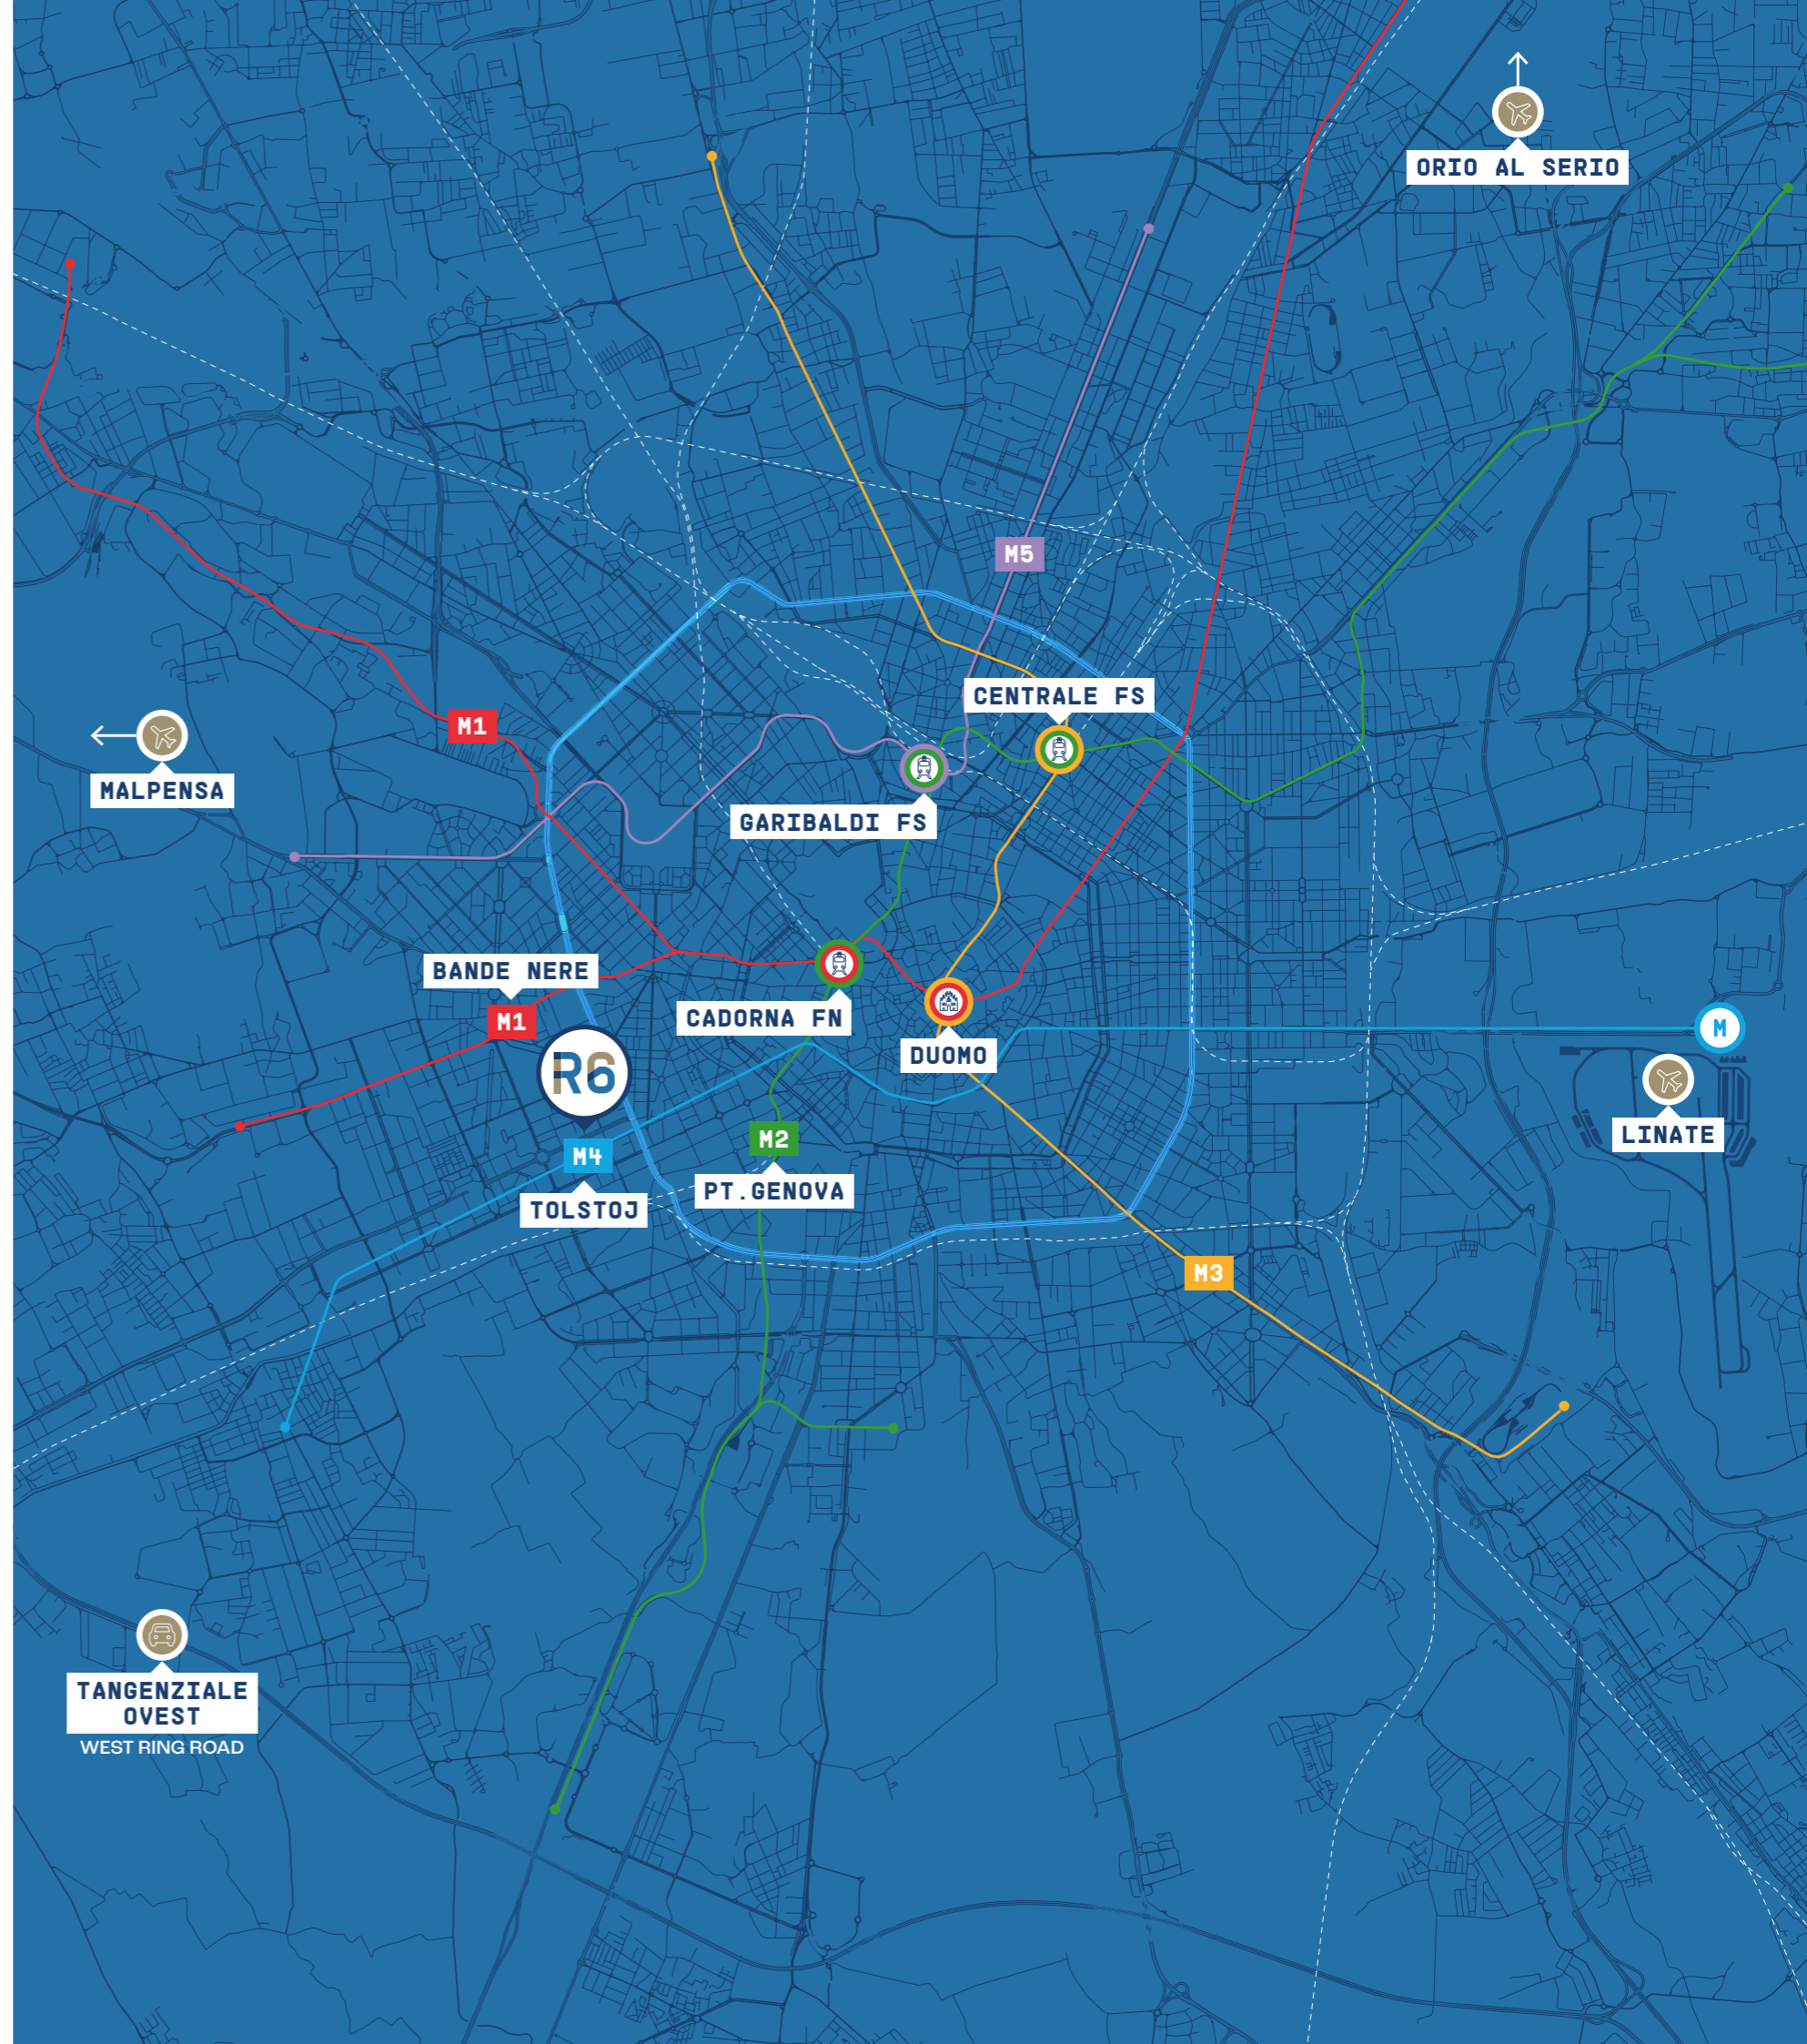 ORIO AL SERIO
M5
CENTRALE FS
M1
MALPENSA
GARIBALDI FS
BANDE NERE
M1
CADORNA FN
M
DUOMO
R6
LINATE
M2
M4
PT.GENOVA
TOLSTOJ
M3
TANGENZIALE
OVEST
WEST RING ROAD